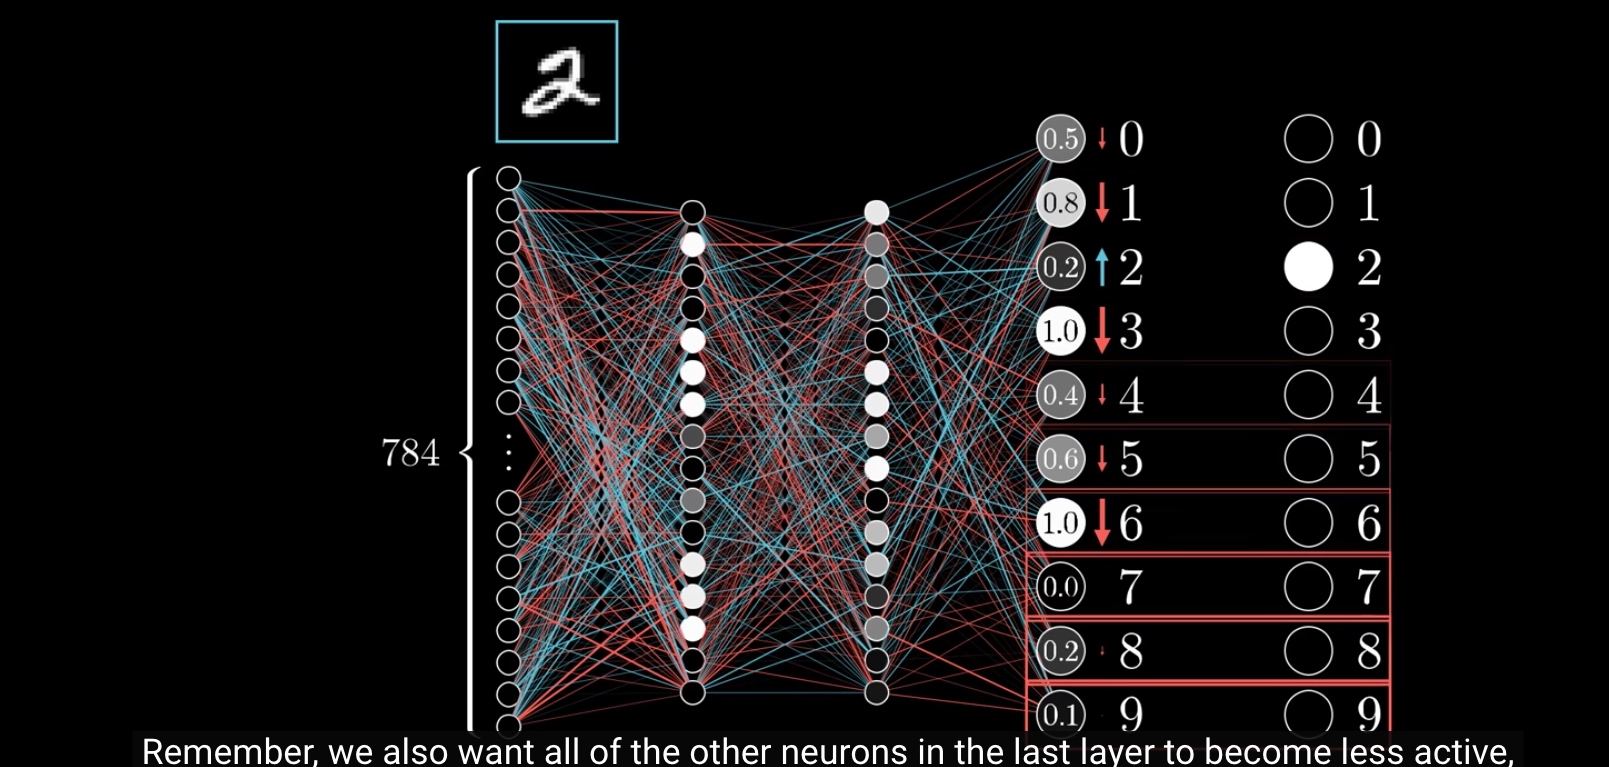 0.5 0 0
0.8 1 1
0.2 2 2
1.0 3 3
0.4 4 4
784 0.6 5 5
1.0 6 6
0.0 7 7
0.2 8 8
0.1 9 9
Remember, we also want all of the other neurons in the last layer to become less active,